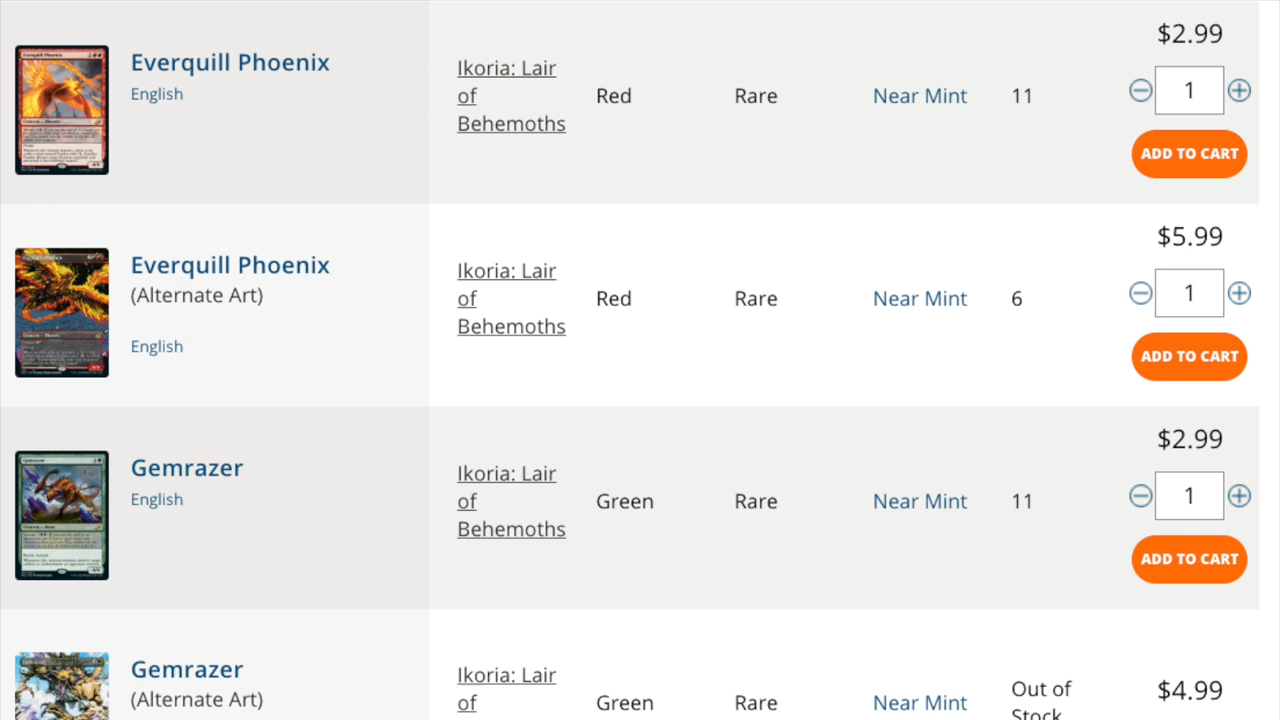 $2.99
Everquill Phoenix
English
Ikoria: Lair
of
Behemoths
Red
Rare
Near Mint
11
1
ADD TO CART
$5.99
Everquill Phoenix
(Alternate Art)
English
Ikoria: Lair
of
Behemoths
Red
Rare
Near Mint
6
1
ADD TO CART
$2.99
Gemrazer
English
Ikoria: Lair
of
Behemoths
Green
Rare
Near Mint
11
1
ADD TO CART
Gemrazer
(Alternate Art)
Ikoria: Lair
of
Green
Rare
Near Mint
Out of
Stock
$4.99